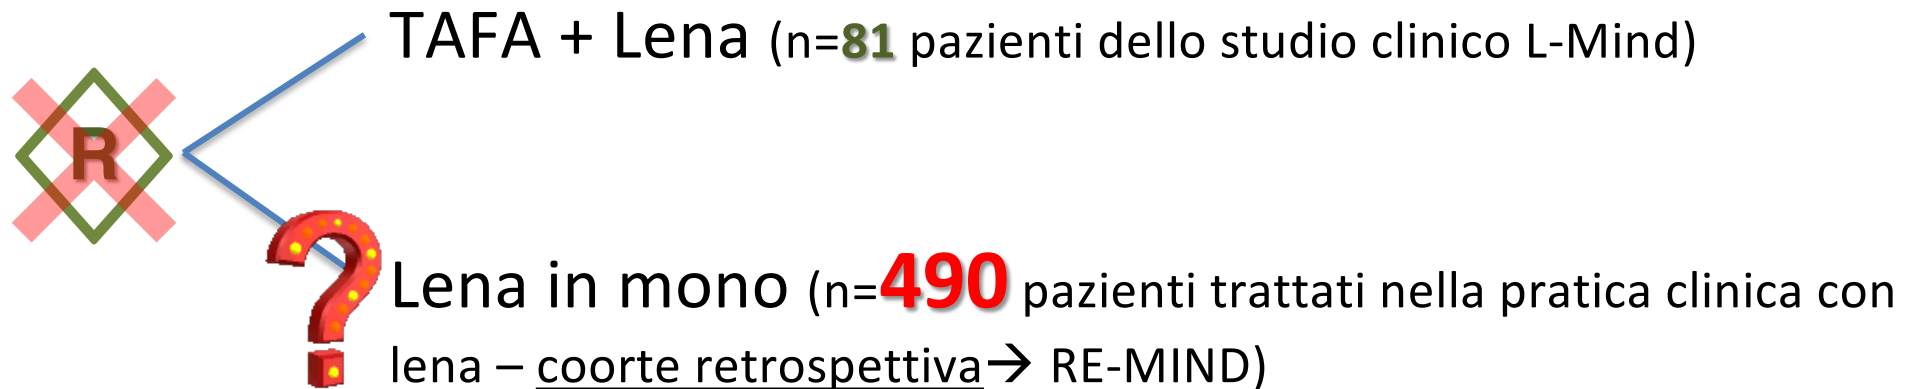 TAFA + Lena (n=81 pazienti dello studio clinico L-Mind)
R
Lena in mono (n=490 pazienti trattati nella pratica clinica con
lena – coorte retrospettiva→ RE-MIND)